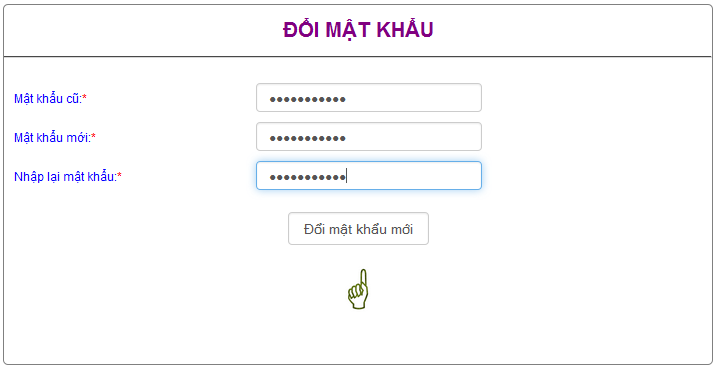 ĐỔI MẬT KHẨU
Mật khẩu cũ:* •••••••••••
Mật khẩu mới:* •••••••••••
Nhập lại mật khẩu:* •••••••••••
Đổi mật khẩu mới